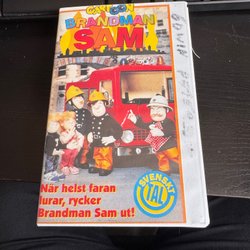 BRANDMAN
SAM
När helst faran
lurar, rycker
Brandman Sam ut!
SVENSKT
TAL